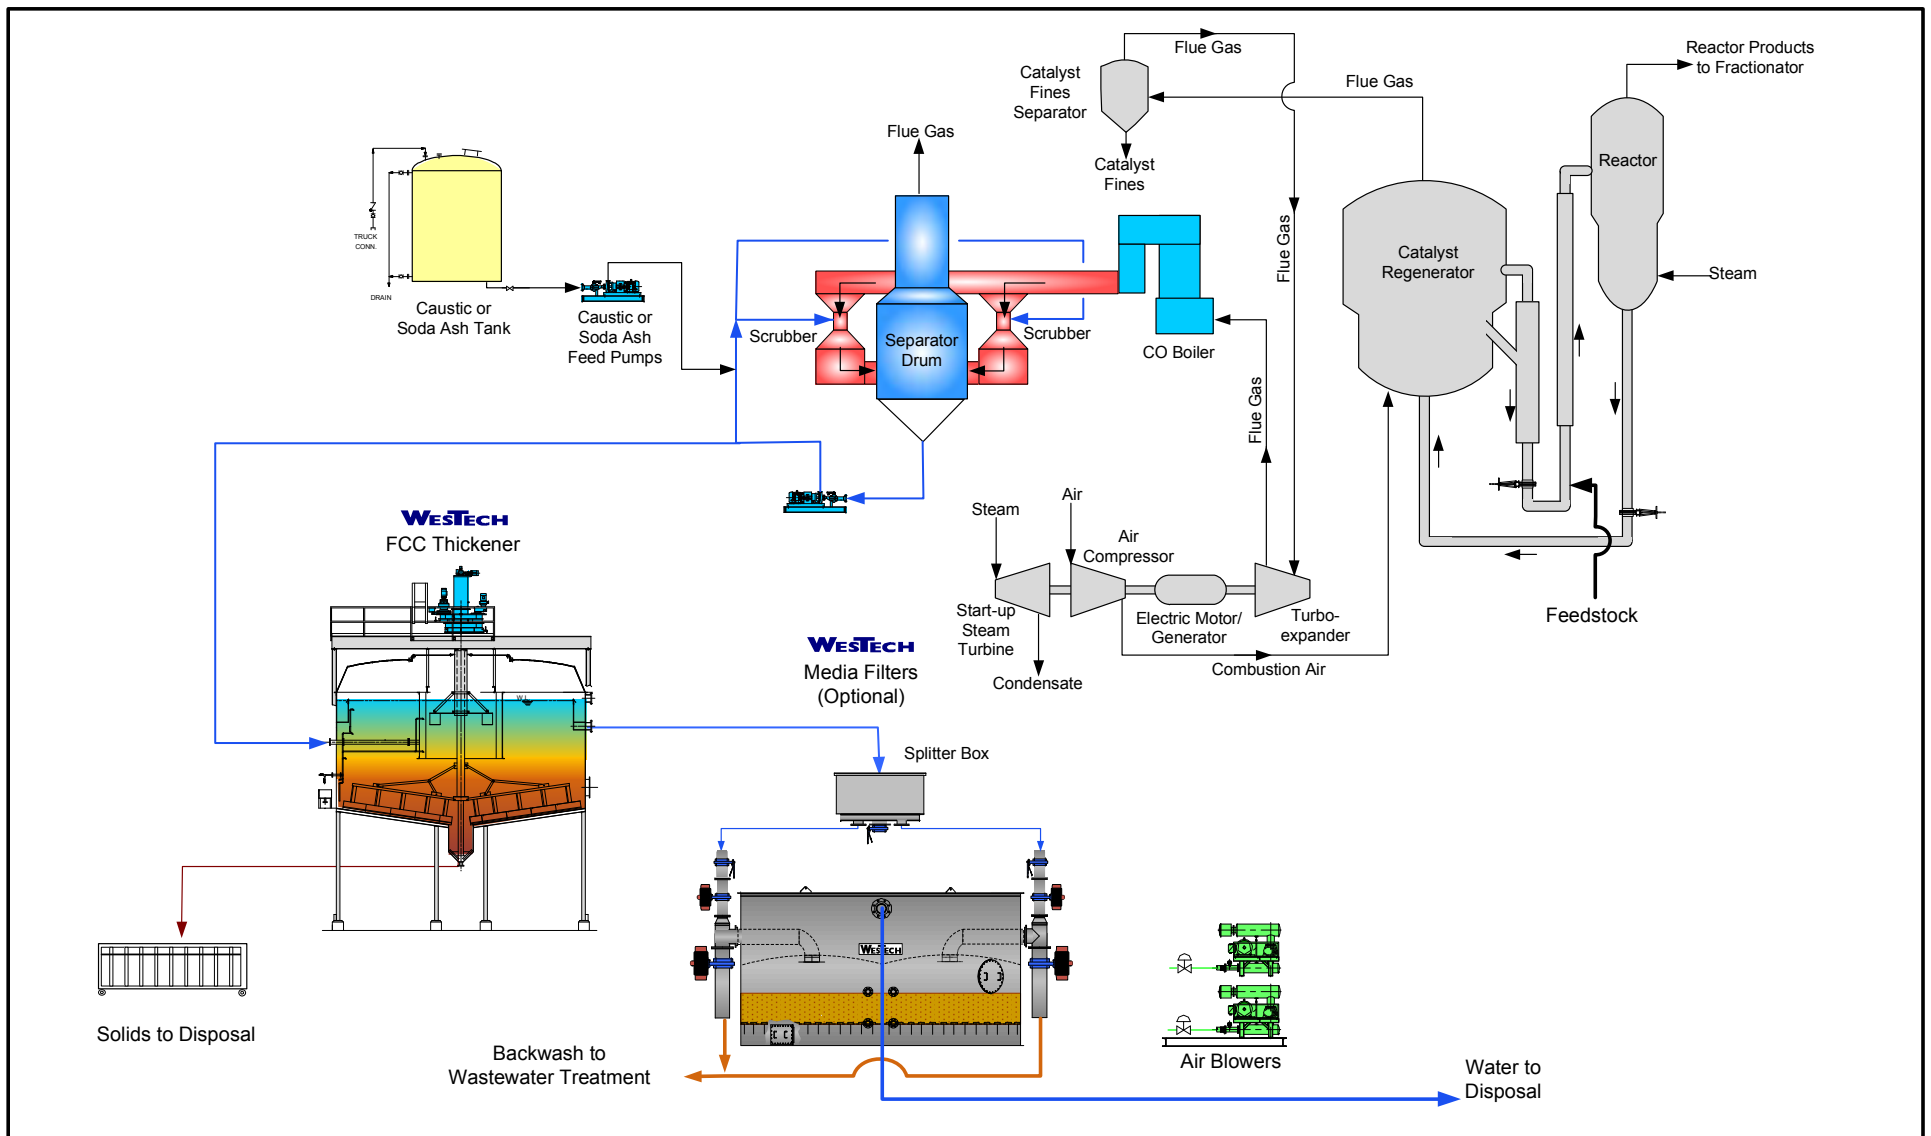 Flue Gas
Reactor Products
to Fractionator
Catalyst
Fines
Separator
Flue Gas
Flue Gas
Catalyst
Fines
Reactor
TRUCK
CONN.
DRAIN
Caustic or
Soda Ash Tank
Caustic or
Soda Ash
Feed Pumps
Scrubber
Separator
Drum
Scrubber
CO Boiler
Flue Gas
Catalyst
Regenerator
Steam
Flue Gas
WESTECH
FCC Thickener
Steam
Air
Air
Compressor
Start-up
Steam
Turbine
Electric Motor/
Generator
Turbo-
expander
Feedstock
Condensate
Combustion Air
WESTECH
Media Filters
(Optional)
W.L.
Splitter Box
WESTECH
Solids to Disposal
Backwash to
Wastewater Treatment
Air Blowers
Water to
Disposal